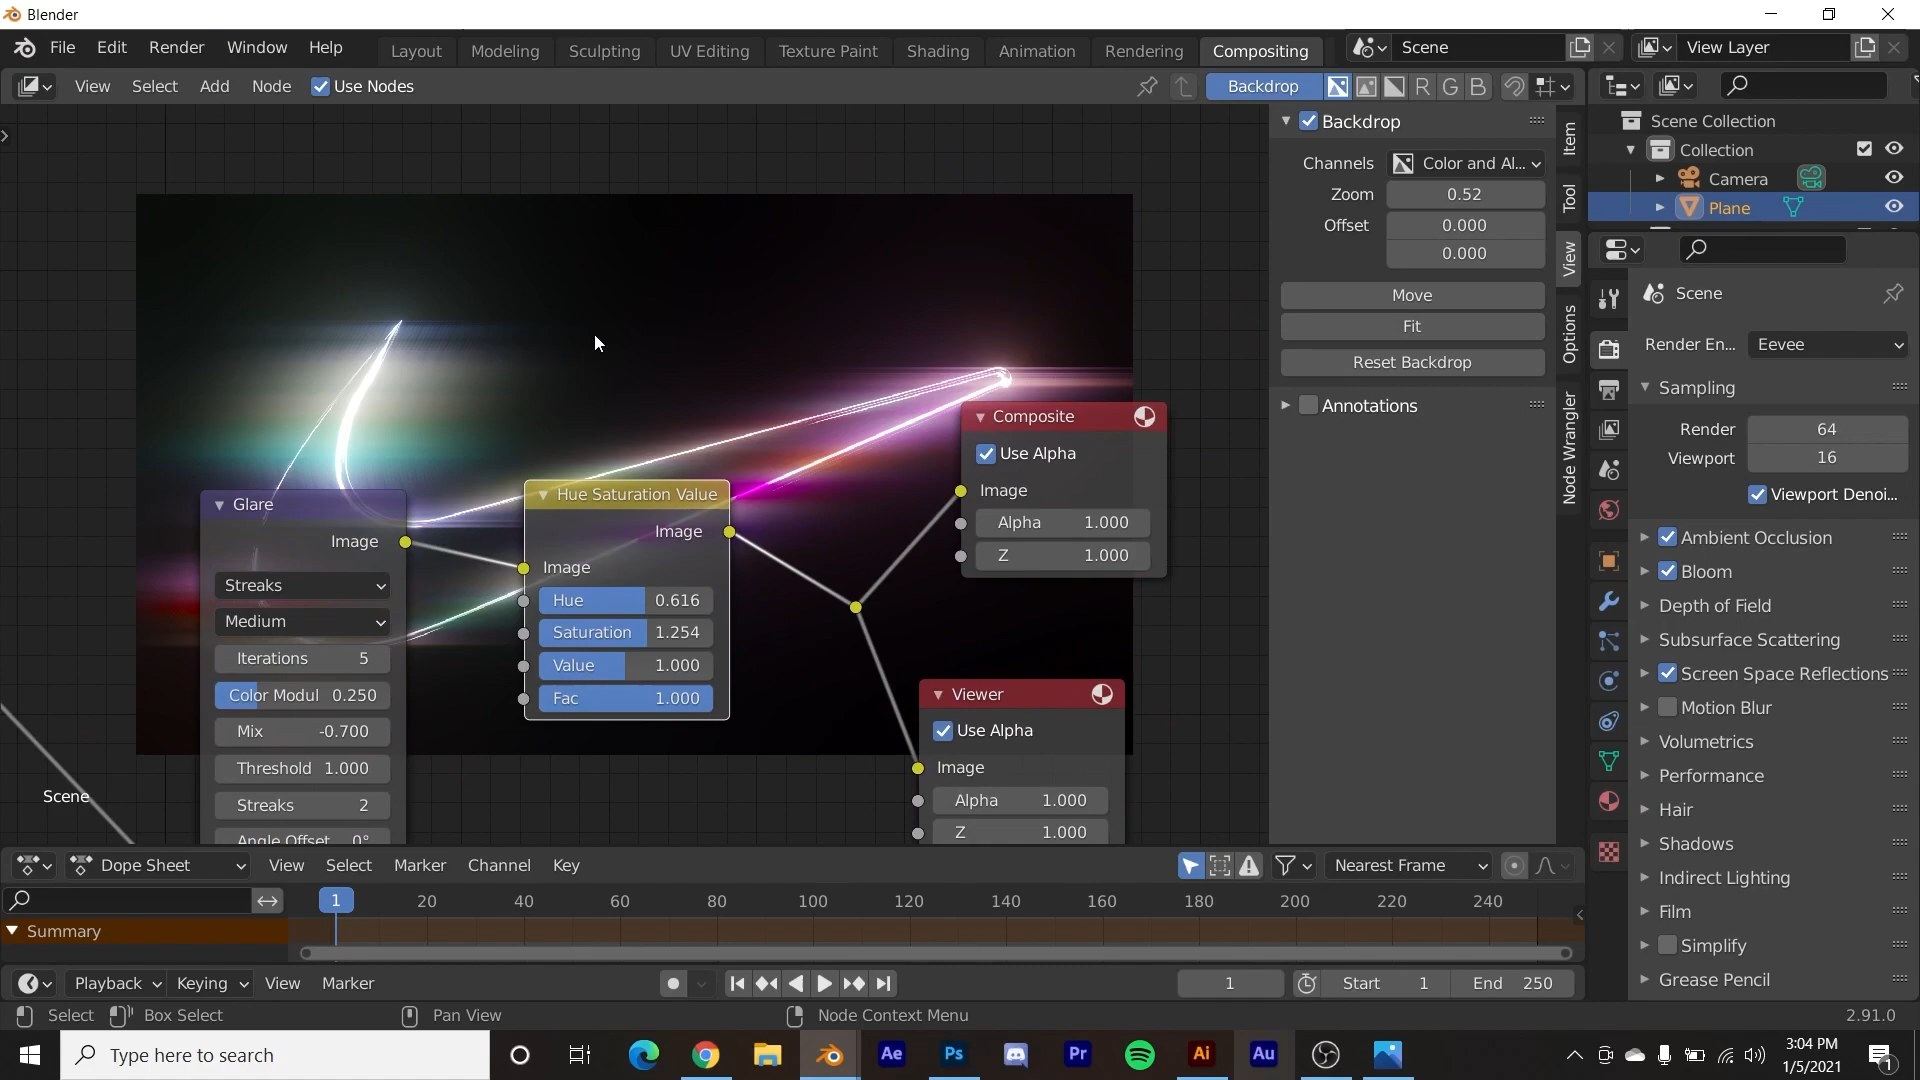 Blender
File Edit Render Window Help
Layout Modeling Sculpting UV Editing Texture Paint Shading Animation Rendering Compositing
Scene
View Layer
View Select Add Node Use Nodes
Backdrop R G B
Backdrop
Channels Color and Al...
Zoom 0.52
Offset 0.000
0.000
Move
Fit
Reset Backdrop
Annotations
Item
Tool
View
Options
Node Wrangler
Scene Collection
Collection
Camera
Plane
Scene
Render En... Eevee
Sampling
Render 64
Viewport 16
Viewport Denoi...
Ambient Occlusion
Bloom
Depth of Field
Subsurface Scattering
Screen Space Reflections
Motion Blur
Volumetrics
Performance
Hair
Shadows
Indirect Lighting
Film
Simplify
Grease Pencil
Glare
Image
Streaks
Medium
Iterations 5
Color Modul 0.250
Mix -0.700
Threshold 1.000
Streaks 2
Angle Offset 0°
Hue Saturation Value
Image
Image
Hue 0.616
Saturation 1.254
Value 1.000
Fac 1.000
Composite
Use Alpha
Image
Alpha 1.000
Z 1.000
Viewer
Use Alpha
Image
Alpha 1.000
Z 1.000
Scene
Dope Sheet View Select Marker Channel Key Nearest Frame
1 20 40 60 80 100 120 140 160 180 200 220 240
Summary
Playback Keying View Marker 1 Start 1 End 250
Select Box Select Pan View Node Context Menu 2.91.0
Type here to search
Ae Ps Pr Ai Au
3:04 PM
1/5/2021
1